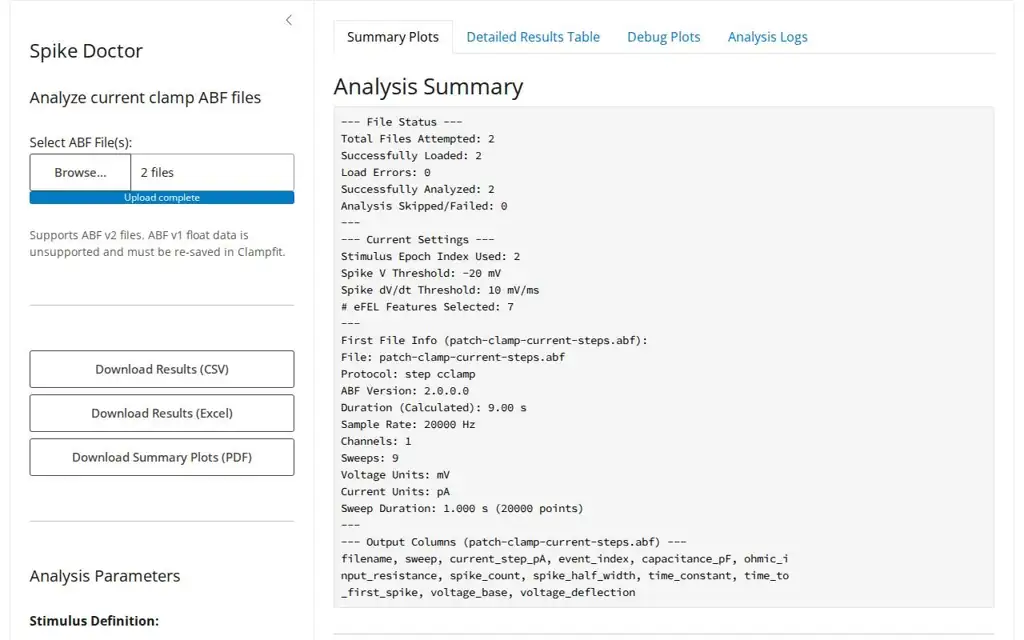 Spike Doctor
Analyze current clamp ABF files
Select ABF File(s):
Browse... 2 files
Upload complete
Supports ABF v2 files. ABF v1 float data is
unsupported and must be re-saved in Clampfit.
Download Results (CSV)
Download Results (Excel)
Download Summary Plots (PDF)
Analysis Parameters
Stimulus Definition:
Summary Plots Detailed Results Table Debug Plots Analysis Logs
Analysis Summary
--- File Status ---
Total Files Attempted: 2
Successfully Loaded: 2
Load Errors: 0
Successfully Analyzed: 2
Analysis Skipped/Failed: 0
---
--- Current Settings ---
Stimulus Epoch Index Used: 2
Spike V Threshold: -20 mV
Spike dV/dt Threshold: 10 mV/ms
# eFEL Features Selected: 7
---
First File Info (patch-clamp-current-steps.abf):
File: patch-clamp-current-steps.abf
Protocol: step cclamp
ABF Version: 2.0.0.0
Duration (Calculated): 9.00 s
Sample Rate: 20000 Hz
Channels: 1
Sweeps: 9
Voltage Units: mV
Current Units: pA
Sweep Duration: 1.000 s (20000 points)
---
--- Output Columns (patch-clamp-current-steps.abf) ---
filename, sweep, current_step_pA, event_index, capacitance_pF, ohmic_i
nput_resistance, spike_count, spike_half_width, time_constant, time_to
_first_spike, voltage_base, voltage_deflection